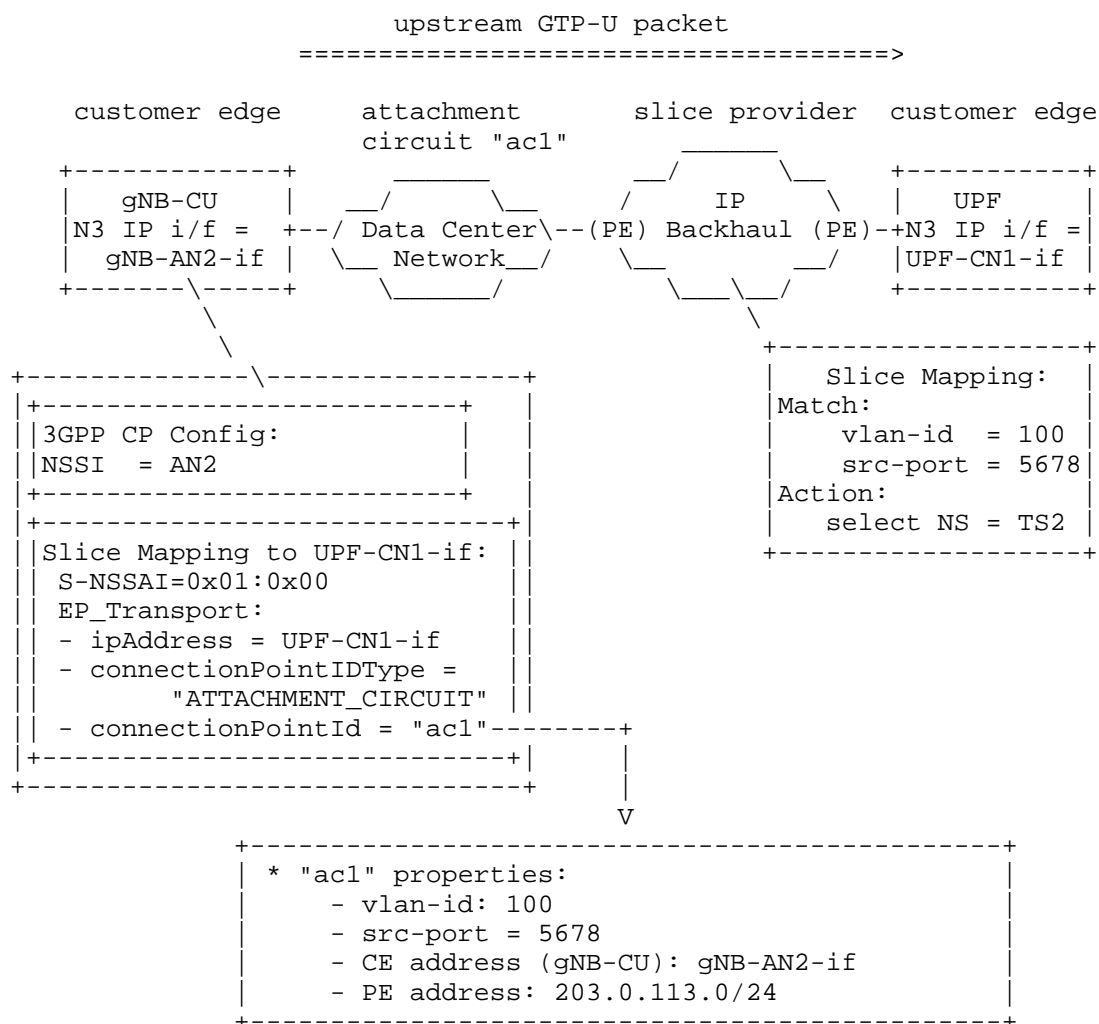 upstream GTP-U packet
=====================================>
customer edge attachment slice provider customer edge
circuit "ac1"
gNB-CU IP UPF
N3 IP i/f = Data Center (PE) Backhaul (PE) N3 IP i/f =
gNB-AN2-if Network UPF-CN1-if
Slice Mapping:
3GPP CP Config: Match:
NSSI = AN2 vlan-id = 100
src-port = 5678
Action:
select NS = TS2
Slice Mapping to UPF-CN1-if:
S-NSSAI=0x01:0x00
EP_Transport:
- ipAddress = UPF-CN1-if
- connectionPointIDType =
"ATTACHMENT_CIRCUIT"
- connectionPointId = "ac1"
V
* "ac1" properties:
- vlan-id: 100
- src-port = 5678
- CE address (gNB-CU): gNB-AN2-if
- PE address: 203.0.113.0/24